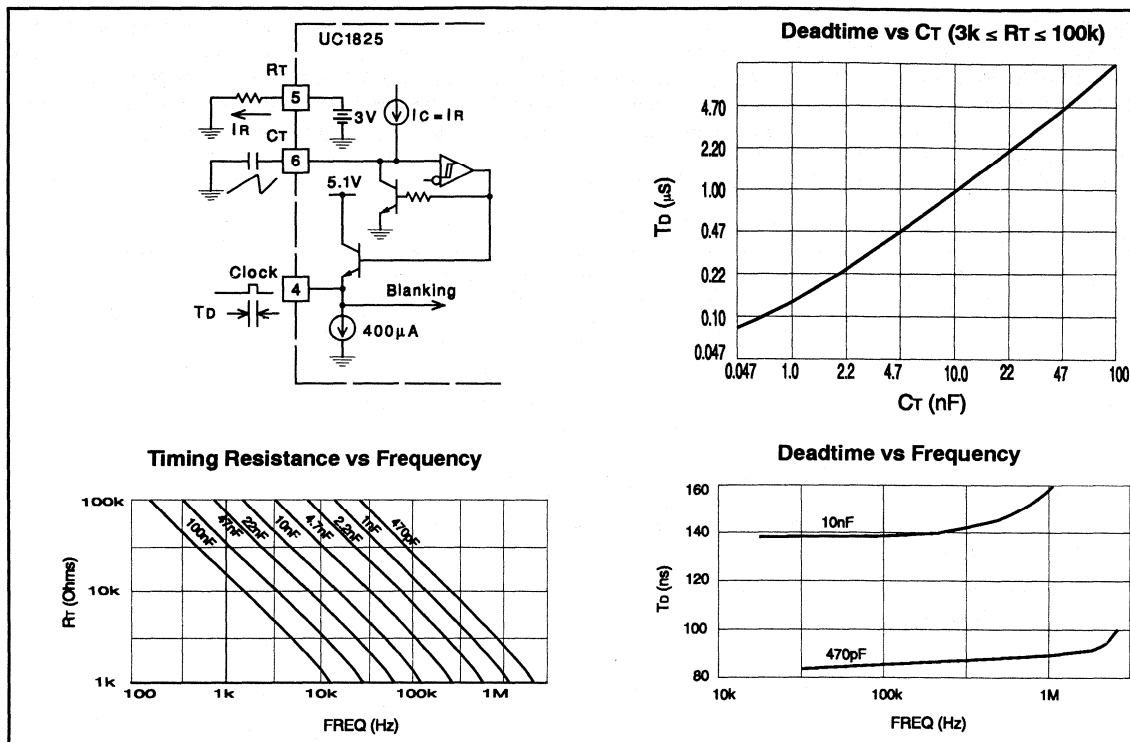 UC1825
RT
5
IR
3V
IC = IR
CT
6
5.1V
Clock
4
Blanking
TD
400µA
Deadtime vs CT (3k ≤ RT ≤ 100k)
TD (µS)
4.70
2.20
1.00
0.47
0.22
0.10
0.047
0.047 1.0 2.2 4.7 10.0 22 47 100
CT (nF)
Timing Resistance vs Frequency
RT (Ohms)
100k
10k
1k
100nF 47nF 22nF 10nF 4.7nF 2.2nF 1nF 470pF
100 1k 10k 100k 1M
FREQ (Hz)
Deadtime vs Frequency
TD (ns)
160
140
120
100
80
10nF
470pF
10k 100k 1M
FREQ (Hz)